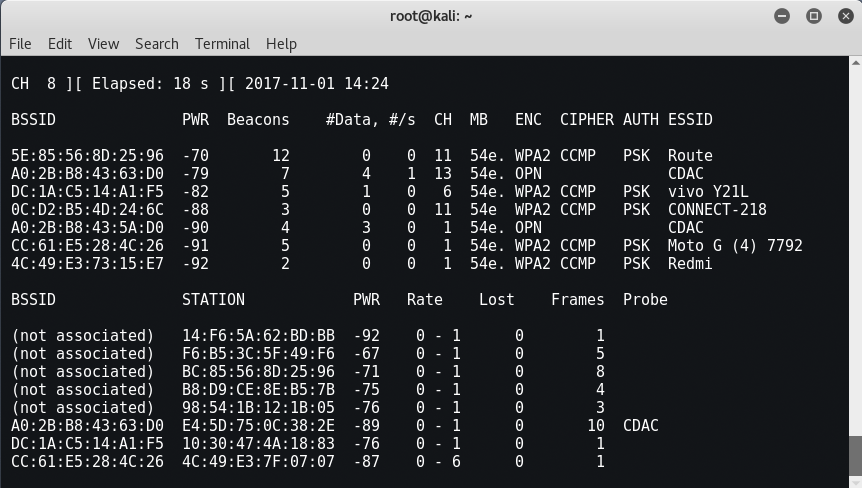 root@kali: ~
File Edit View Search Terminal Help
CH 8 ][ Elapsed: 18 s ][ 2017-11-01 14:24
BSSID PWR Beacons #Data, #/s CH MB ENC CIPHER AUTH ESSID
5E:85:56:8D:25:96 -70 12 0 0 11 54e. WPA2 CCMP PSK Route
A0:2B:B8:43:63:D0 -79 7 4 1 13 54e. OPN CDAC
DC:1A:C5:14:A1:F5 -82 5 1 0 6 54e. WPA2 CCMP PSK vivo Y21L
0C:D2:B5:4D:24:6C -88 3 0 0 11 54e WPA2 CCMP PSK CONNECT-218
A0:2B:B8:43:5A:D0 -90 4 3 0 1 54e. OPN CDAC
CC:61:E5:28:4C:26 -91 5 0 0 1 54e. WPA2 CCMP PSK Moto G (4) 7792
4C:49:E3:73:15:E7 -92 2 0 0 1 54e. WPA2 CCMP PSK Redmi
BSSID STATION PWR Rate Lost Frames Probe
(not associated) 14:F6:5A:62:BD:BB -92 0 - 1 0 1
(not associated) F6:B5:3C:5F:49:F6 -67 0 - 1 0 5
(not associated) BC:85:56:8D:25:96 -71 0 - 1 0 8
(not associated) B8:D9:CE:8E:B5:7B -75 0 - 1 0 4
(not associated) 98:54:1B:12:1B:05 -76 0 - 1 0 3
A0:2B:B8:43:63:D0 E4:5D:75:0C:38:2E -89 0 - 1 0 10 CDAC
DC:1A:C5:14:A1:F5 10:30:47:4A:18:83 -76 0 - 1 0 1
CC:61:E5:28:4C:26 4C:49:E3:7F:07:07 -87 0 - 6 0 1